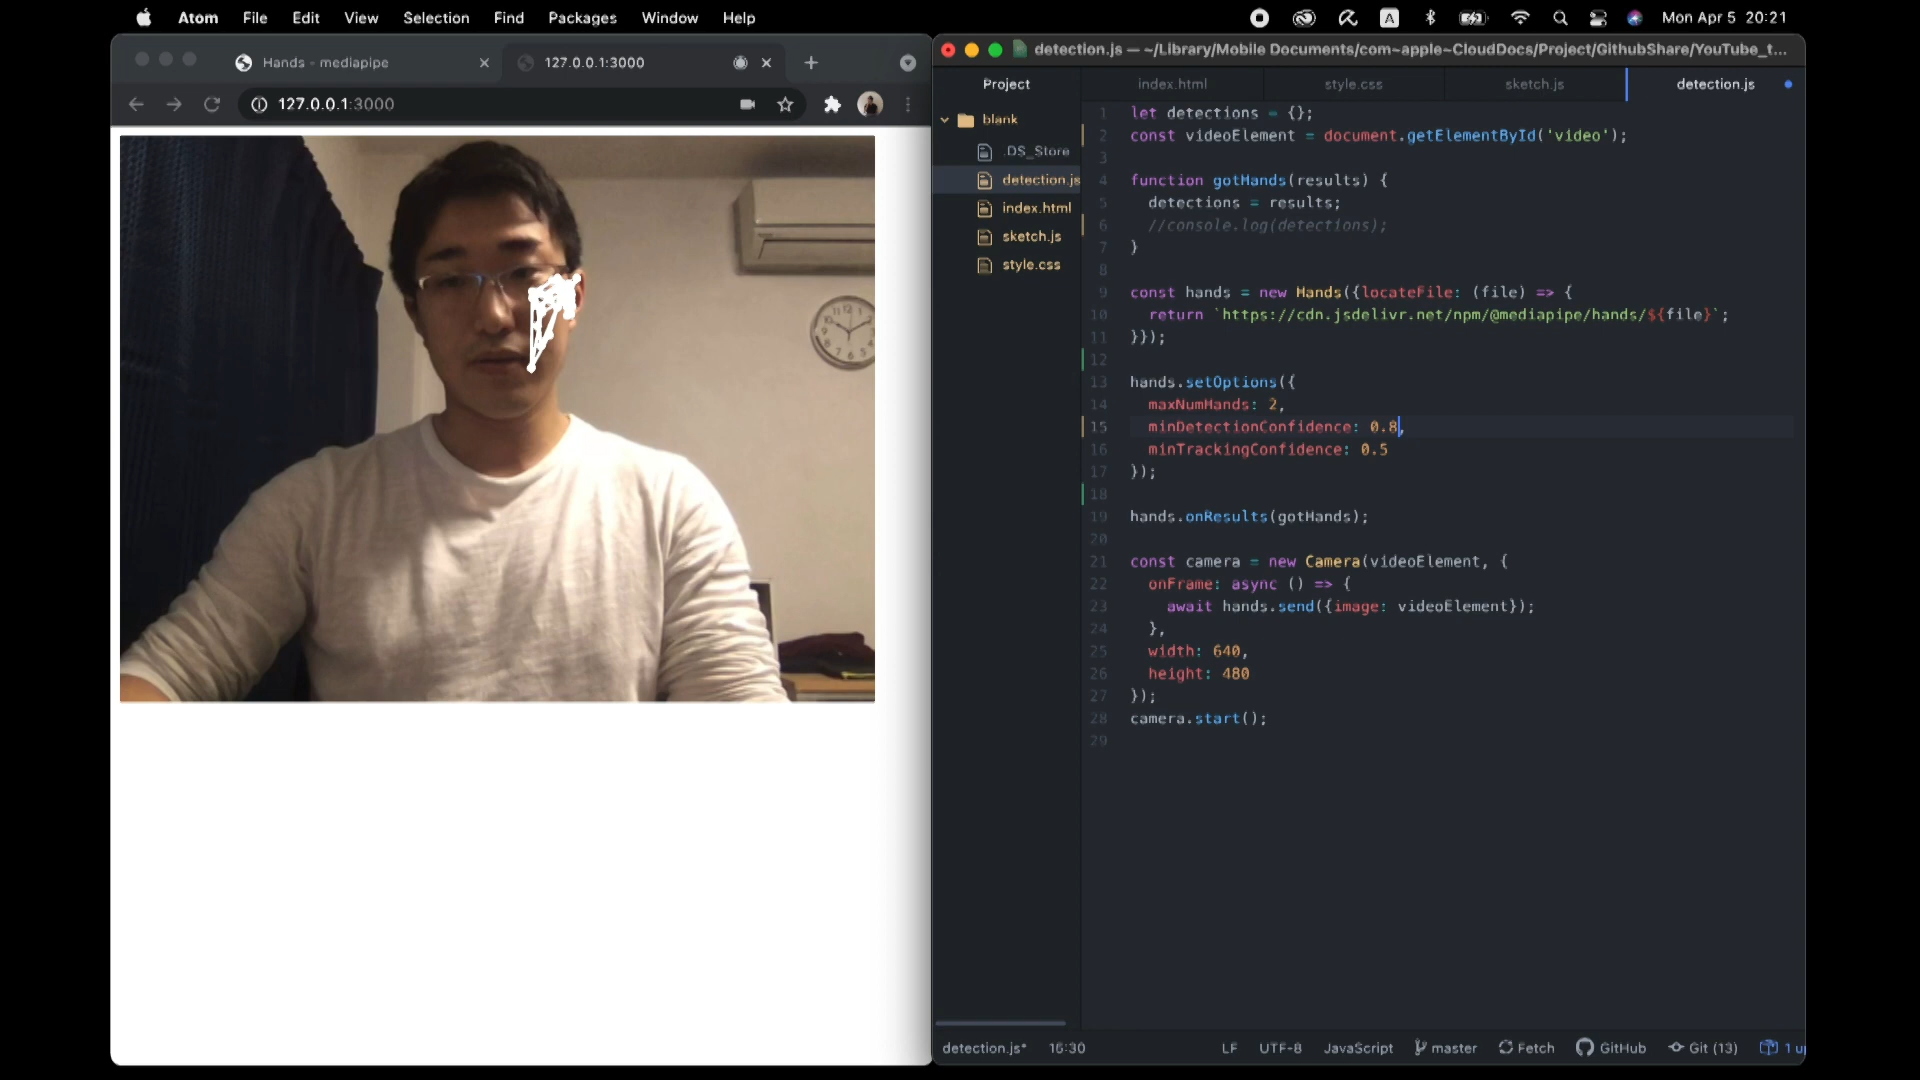 Atom File Edit View Selection Find Packages Window Help
A
Mon Apr 5 20:21
Hands - mediapipe
127.0.0.1:3000
127.0.0.1:3000
detection.js — ~/Library/Mobile Documents/com~apple~CloudDocs/Project/GithubShare/YouTube_t...
Project
blank
.DS_Store
detection.js
index.html
sketch.js
style.css
index.html style.css sketch.js detection.js
1 let detections = {};
2 const videoElement = document.getElementById('video');
3
4 function gotHands(results) {
5 detections = results;
6 //console.log(detections);
7 }
8
9 const hands = new Hands({locateFile: (file) => {
10 return `https://cdn.jsdelivr.net/npm/@mediapipe/hands/${file}`;
11 }});
12
13 hands.setOptions({
14 maxNumHands: 2,
15 minDetectionConfidence: 0.8,
16 minTrackingConfidence: 0.5
17 });
18
19 hands.onResults(gotHands);
20
21 const camera = new Camera(videoElement, {
22 onFrame: async () => {
23 await hands.send({image: videoElement});
24 },
25 width: 640,
26 height: 480
27 });
28 camera.start();
29
detection.js* 15:30 LF UTF-8 JavaScript master Fetch GitHub Git (13) 1 up